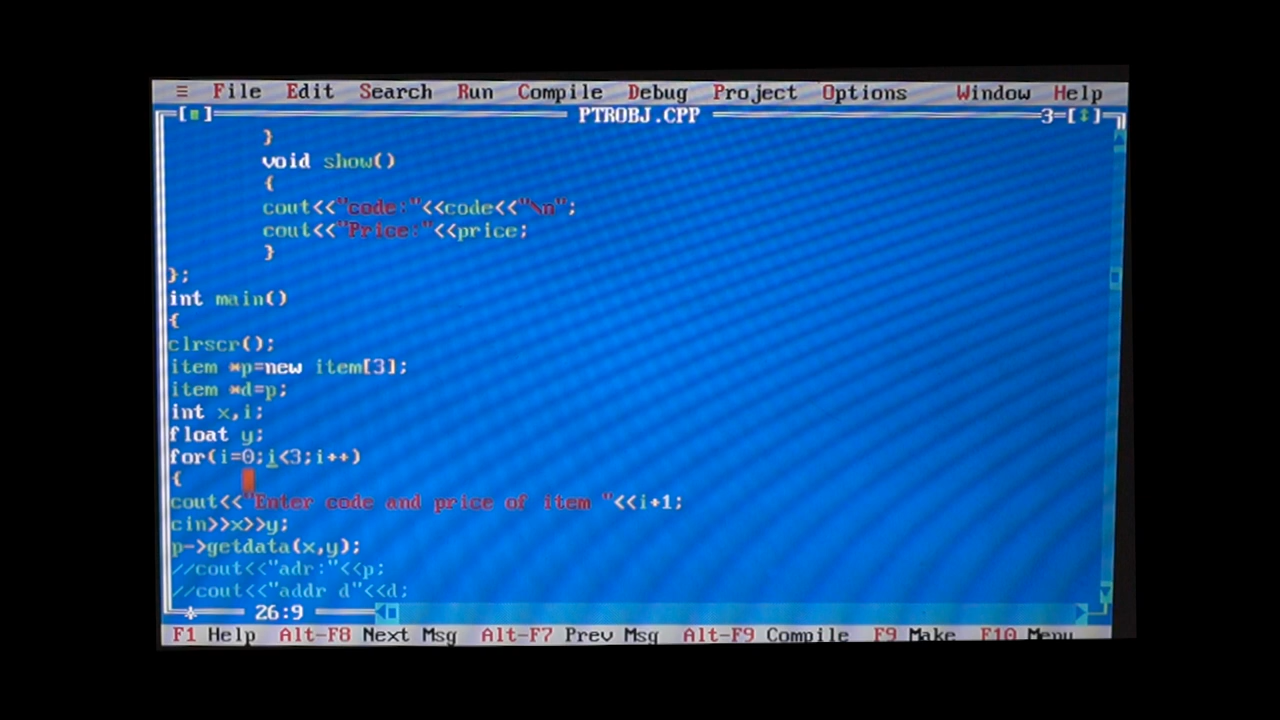 ≡ File Edit Search Run Compile Debug Project Options Window Help
[■] PTROBJ.CPP 3=[↕]
}
void show()
{
cout<<"code:"<<code<<"\n";
cout<<"Price:"<<price;
}
};
int main()
{
clrscr();
item *p=new item[3];
item *d=p;
int x,i;
float y;
for(i=0;i<3;i++)
{
cout<<"Enter code and price of item "<<i+1;
cin>>x>>y;
p->getdata(x,y);
//cout<<"adr:"<<p;
//cout<<"addr d"<<d;
26:9
F1 Help Alt-F8 Next Msg Alt-F7 Prev Msg Alt-F9 Compile F9 Make F10 Menu